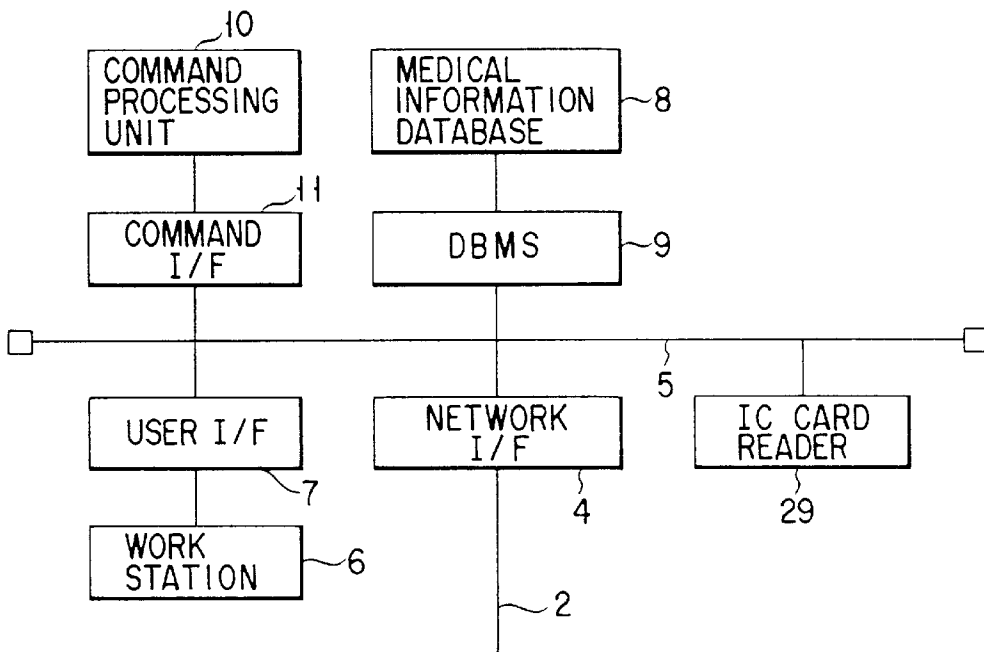 10
COMMAND
PROCESSING
UNIT
MEDICAL
INFORMATION
DATABASE
8
11
COMMAND
I/F
DBMS
9
5
USER I/F
7
NETWORK
I/F
4
IC CARD
READER
29
WORK
STATION
6
2